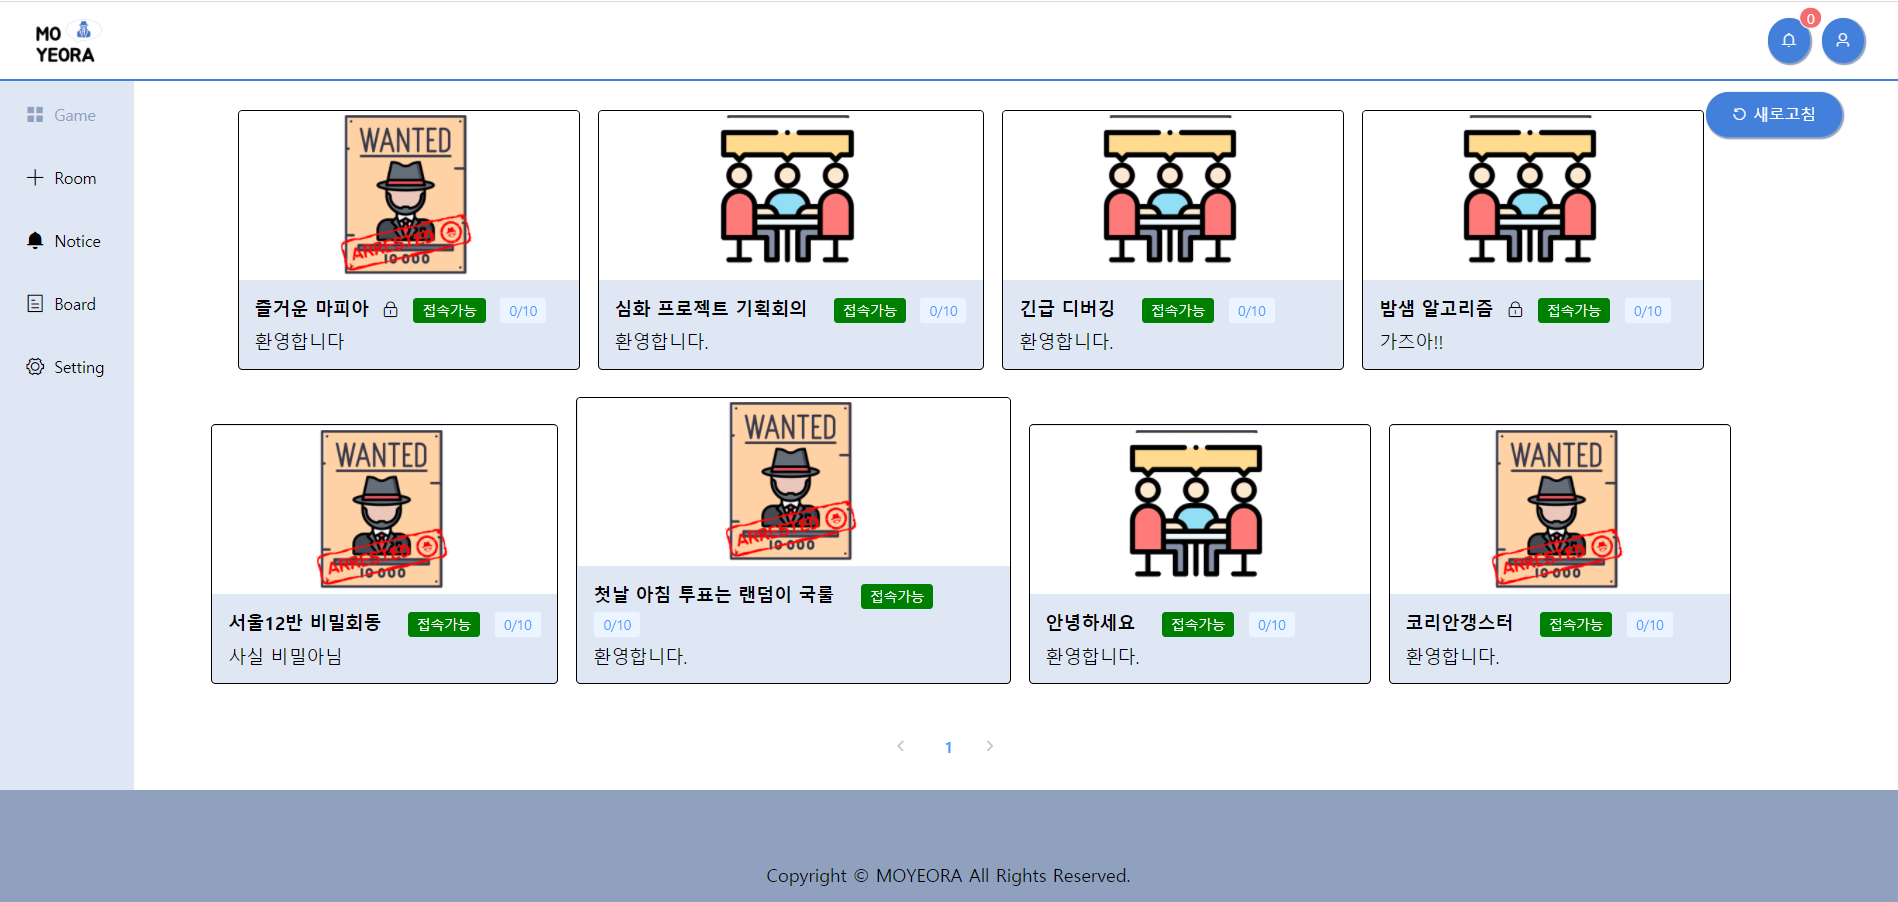 MO
YEORA
0
Game
Room
Notice
Board
Setting
새로고침
WANTED
ARRESTED
10 000
즐거운 마피아 접속가능 0/10
환영합니다
심화 프로젝트 기획회의 접속가능 0/10
환영합니다.
긴급 디버깅 접속가능 0/10
환영합니다.
밤샘 알고리즘 접속가능 0/10
가즈아!!
WANTED
ARRESTED
10 000
서울12반 비밀회동 접속가능 0/10
사실 비밀아님
WANTED
ARRESTED
10 000
첫날 아침 투표는 랜덤이 국룰 접속가능
0/10
환영합니다.
안녕하세요 접속가능 0/10
환영합니다.
WANTED
ARRESTED
10 000
코리안갱스터 접속가능 0/10
환영합니다.
1
Copyright © MOYEORA All Rights Reserved.